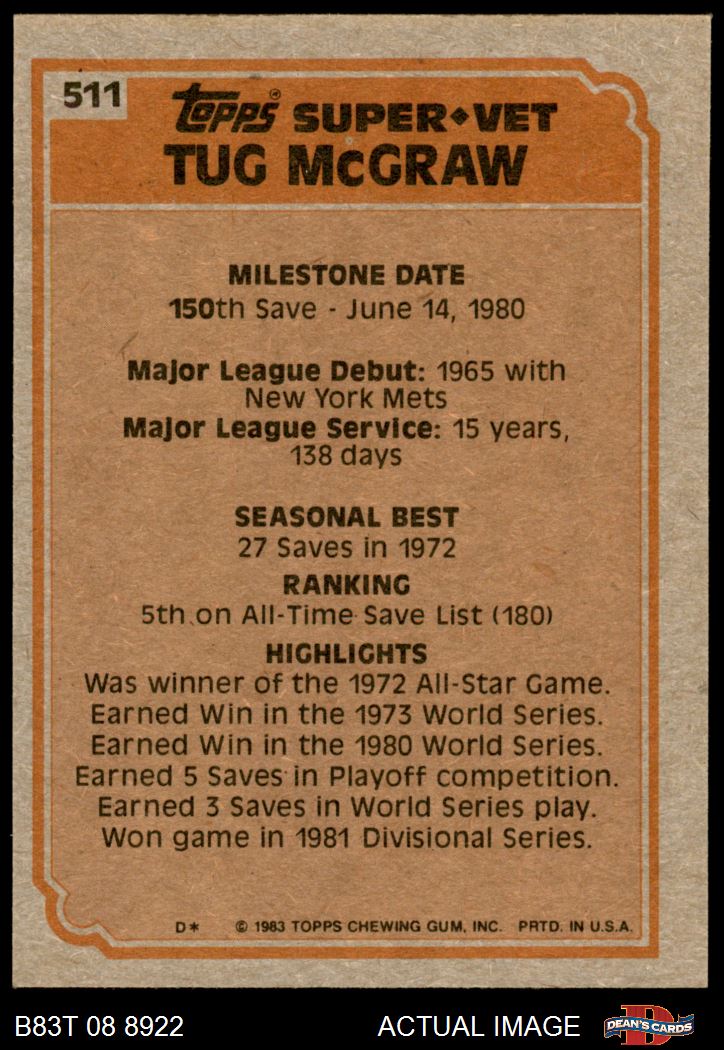 511
Topps® SUPER◆VET
TUG McGRAW
MILESTONE DATE
150th Save - June 14, 1980
Major League Debut: 1965 with
New York Mets
Major League Service: 15 years,
138 days
SEASONAL BEST
27 Saves in 1972
RANKING
5th on All-Time Save List (180)
HIGHLIGHTS
Was winner of the 1972 All-Star Game.
Earned Win in the 1973 World Series.
Earned Win in the 1980 World Series.
Earned 5 Saves in Playoff competition.
Earned 3 Saves in World Series play.
Won game in 1981 Divisional Series.
D* © 1983 TOPPS CHEWING GUM, INC. PRTD. IN U.S.A.
B83T 08 8922 ACTUAL IMAGE D DEAN'S CARDS